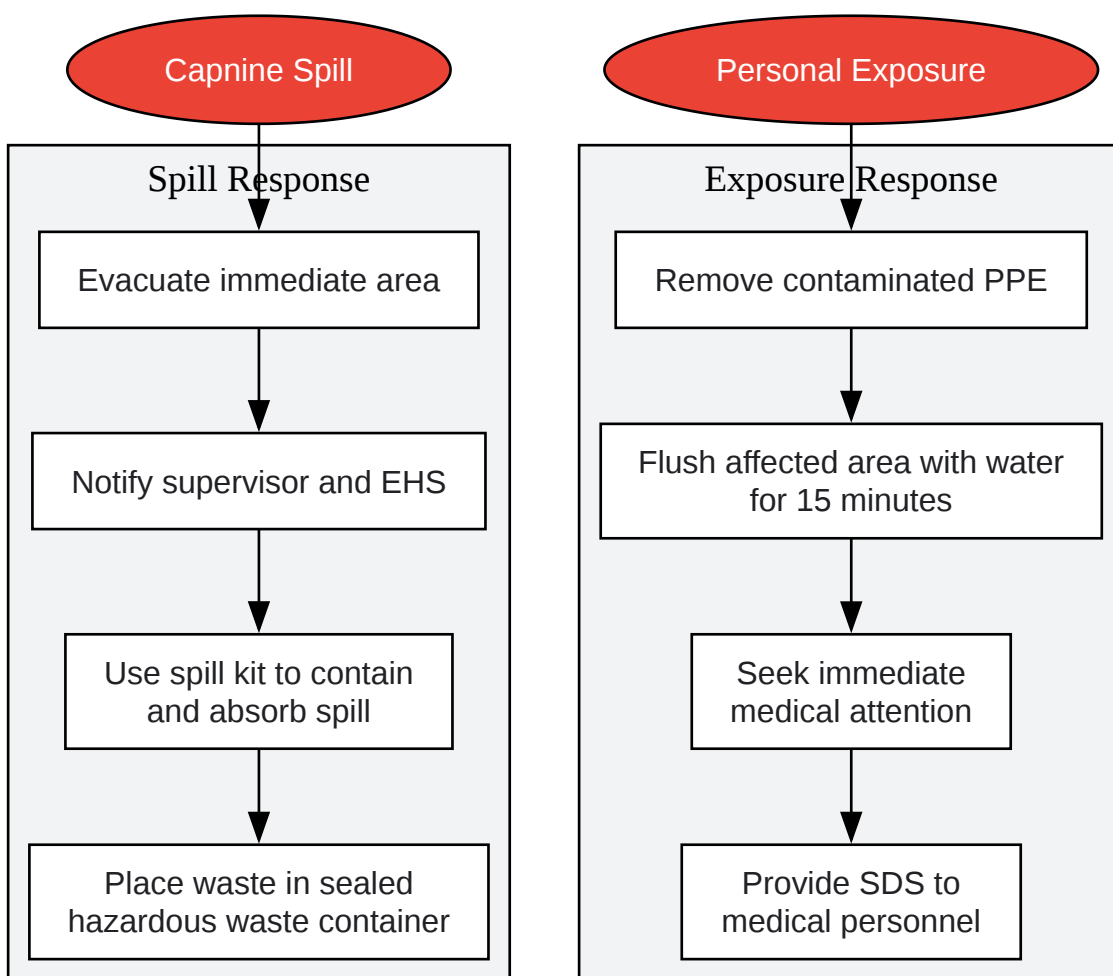 Capnine Spill
Spill Response
Evacuate immediate area
Notify supervisor and EHS
Use spill kit to contain
and absorb spill
Place waste in sealed
hazardous waste container
Personal Exposure
Exposure Response
Remove contaminated PPE
Flush affected area with water
for 15 minutes
Seek immediate
medical attention
Provide SDS to
medical personnel